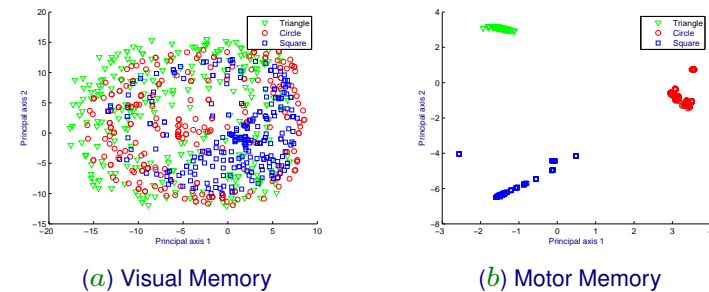 20
15
10
5
0
−5
−10
−15
−20 −15 −10 −5 0 5 10
Principal axis 1
Principal axis 2
Triangle
Circle
Square
(a) Visual Memory
4
2
0
−2
−4
−6
−8
−3 −2 −1 0 1 2 3 4
Principal axis 1
Principal axis 2
Triangle
Circle
Square
(b) Motor Memory